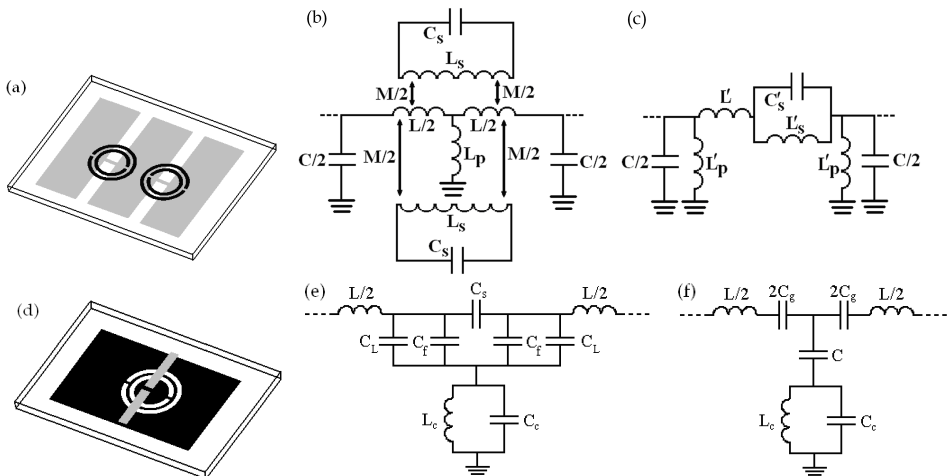 (a)
(b)
Cs
Ls
M/2 M/2
L/2 L/2
C/2 M/2 Lp M/2 C/2
Ls
Cs
(c)
L' C's
L's
C/2 L'p L'p C/2
(d)
(e)
L/2 Cs L/2
CL Cf Cf CL
Lc Cc
(f)
L/2 2Cg 2Cg L/2
C
Lc Cc